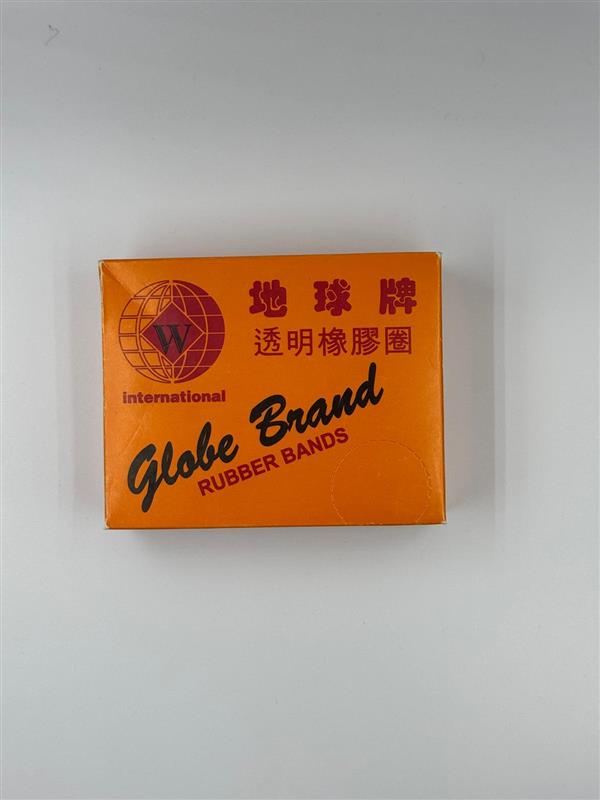 W
international
地球牌
透明橡膠圈
Globe Brand
RUBBER BANDS